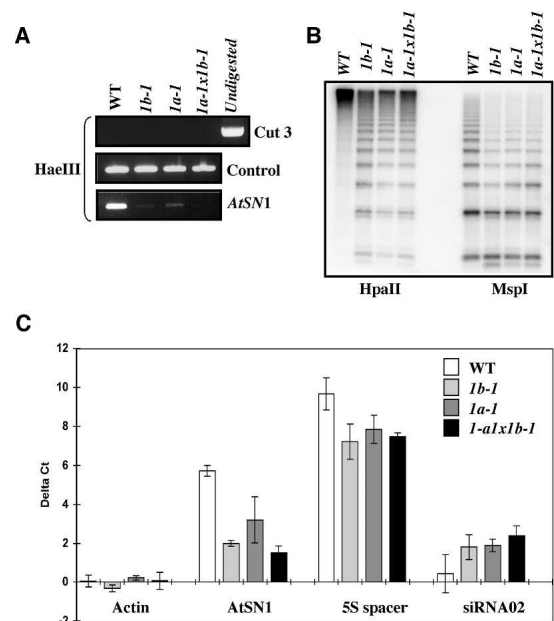 A
WT
1b-1
1a-1
1a-1x1b-1
Undigested
HaeIII
Cut 3
Control
AtSN1
B
WT
1b-1
1a-1
1a-1x1b-1
WT
1b-1
1a-1
1a-1x1b-1
HpaII
MspI
C
12
10
8
6
4
2
0
-2
Delta Ct
WT
1b-1
1a-1
1-a1x1b-1
Actin
AtSN1
5S spacer
siRNA02